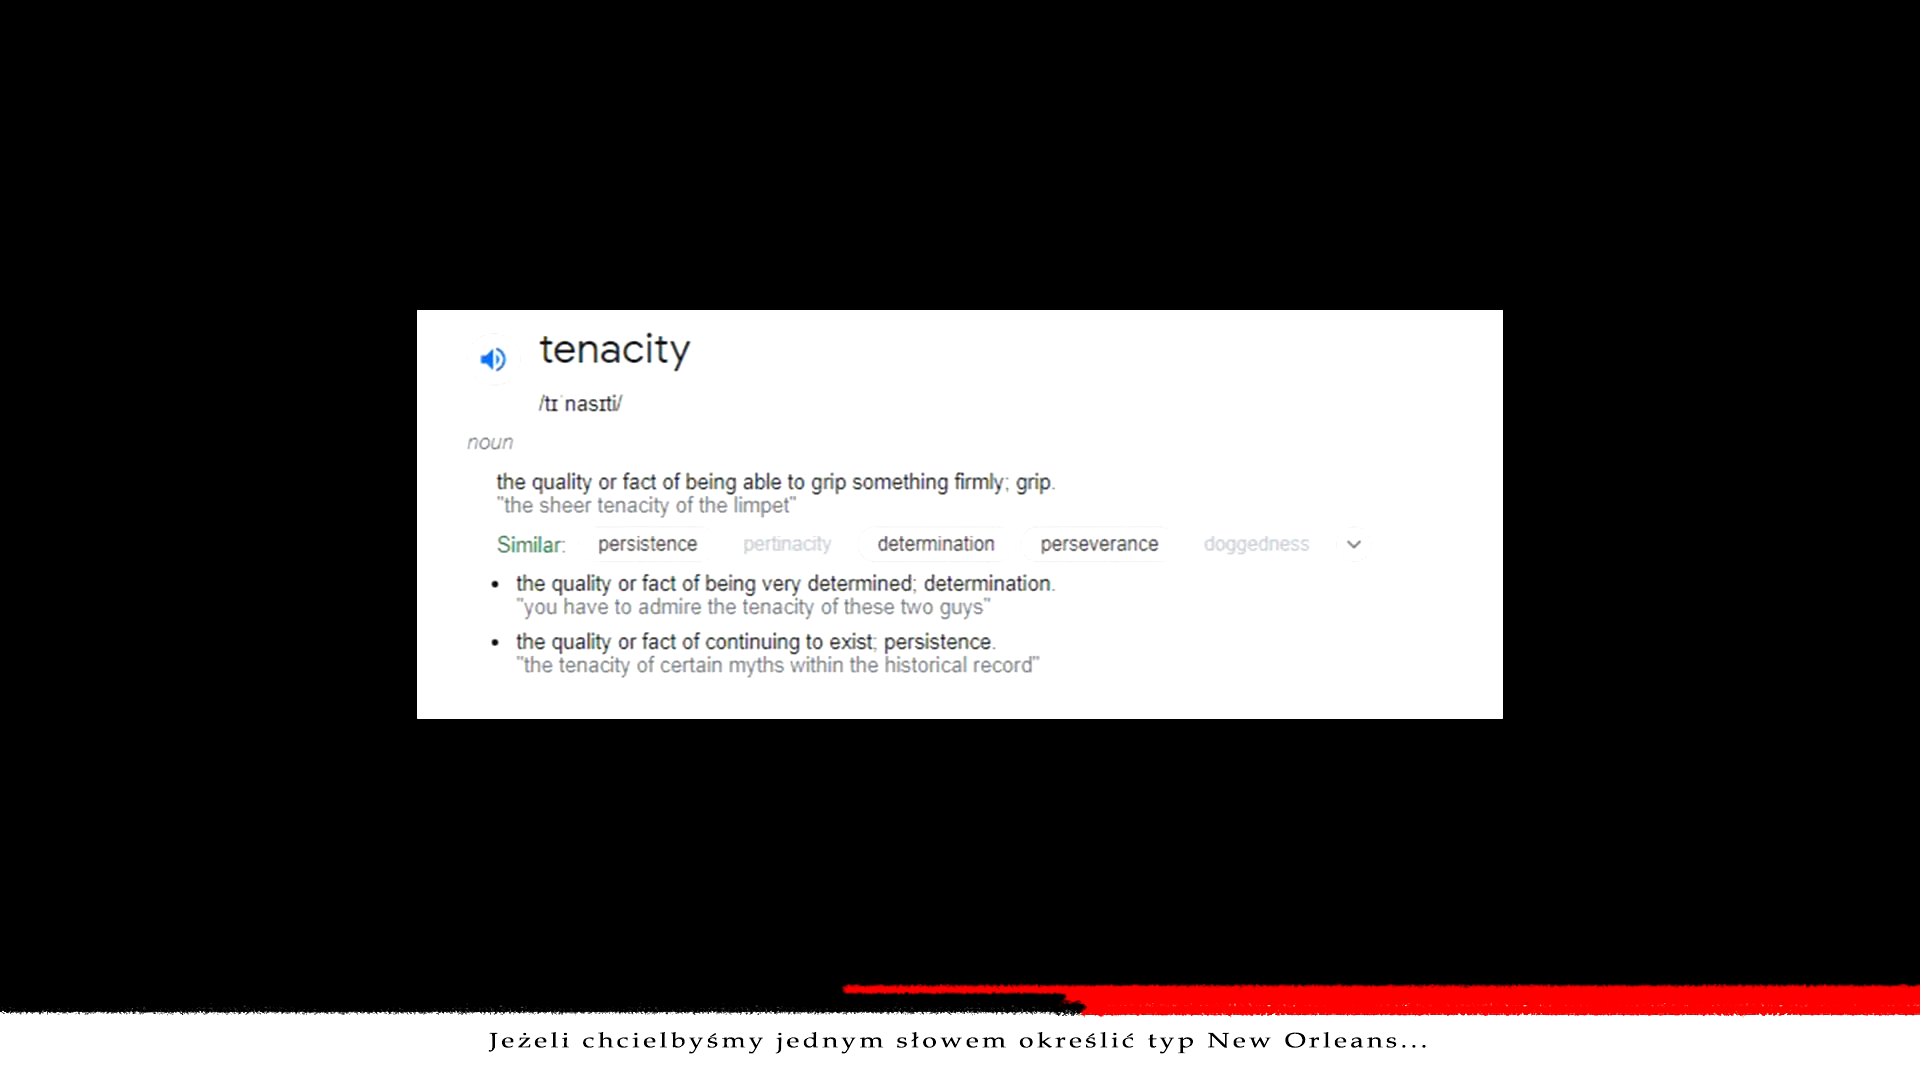 tenacity
/tɪˈnasɪti/
noun
the quality or fact of being able to grip something firmly; grip.
"the sheer tenacity of the limpet"
Similar: persistence pertinacity determination perseverance doggedness
• the quality or fact of being very determined; determination.
"you have to admire the tenacity of these two guys"
• the quality or fact of continuing to exist; persistence.
"the tenacity of certain myths within the historical record"
Jeżeli chcielbyśmy jednym słowem określić typ New Orleans...